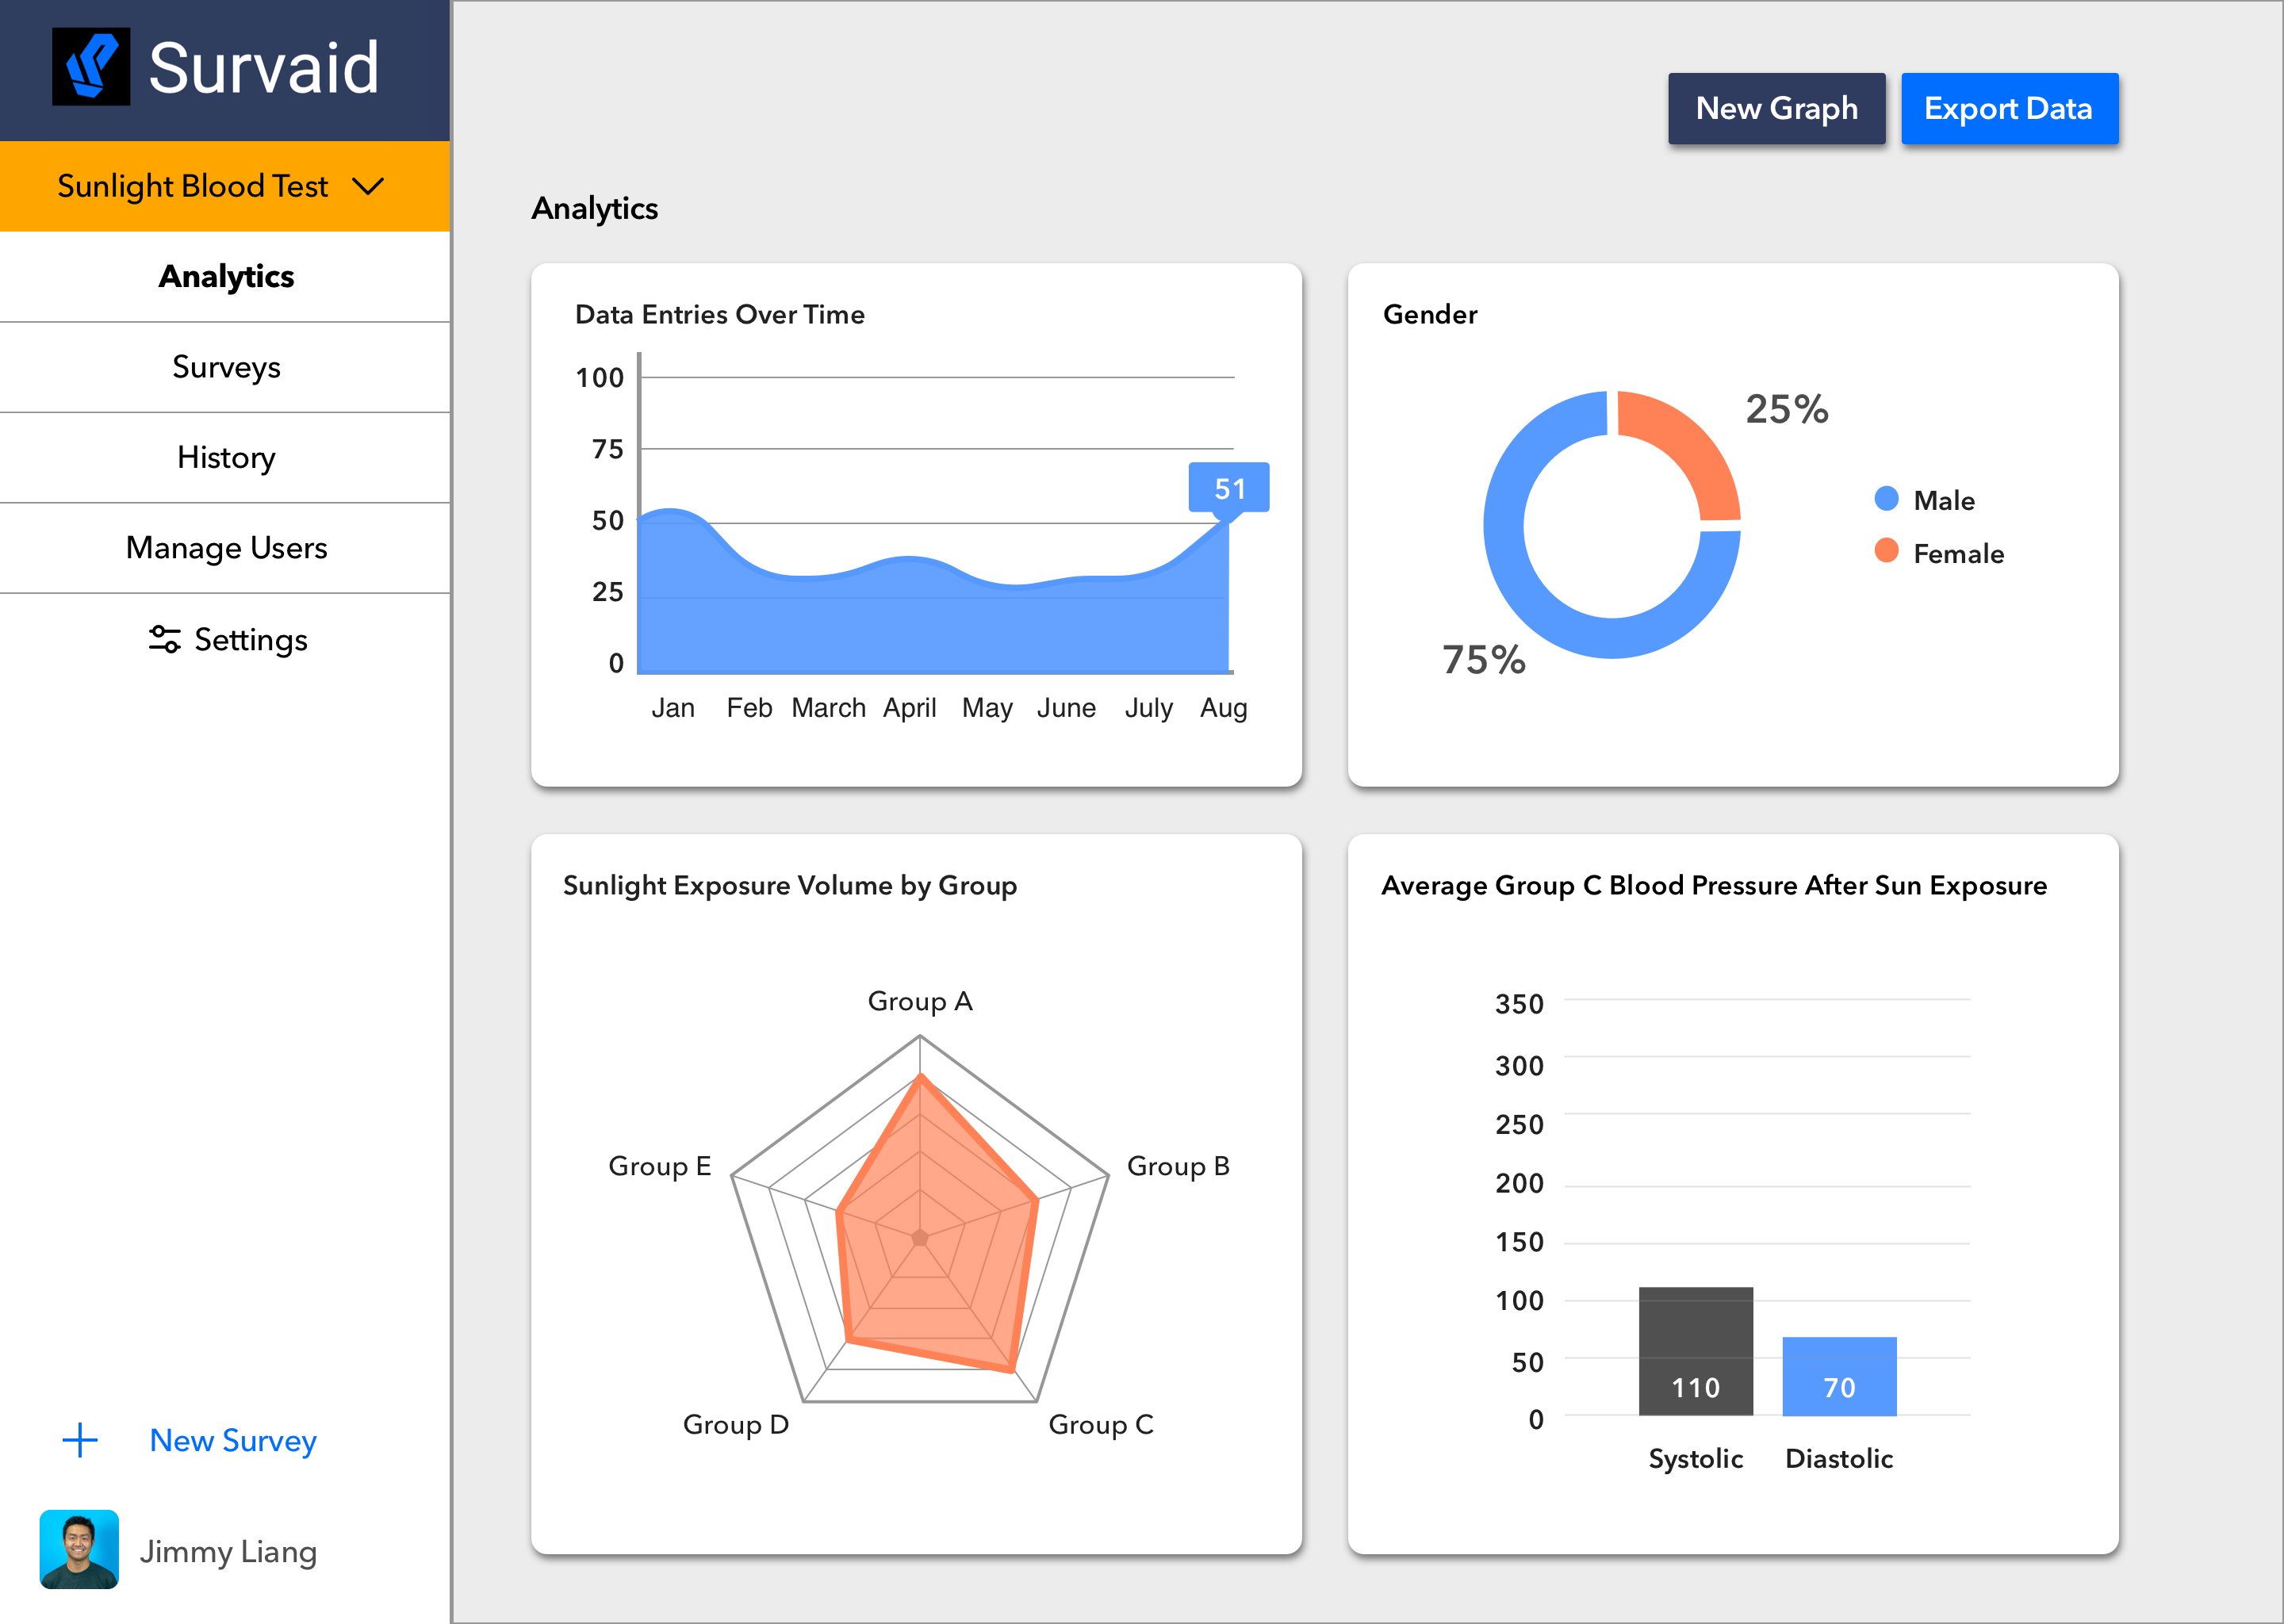 Survaid
Sunlight Blood Test
Analytics
Surveys
History
Manage Users
Settings
New Survey
Jimmy Liang
New Graph
Export Data
Analytics
Data Entries Over Time
100
75
50
25
0
51
Jan Feb March April May June July Aug
Gender
25%
75%
Male
Female
Sunlight Exposure Volume by Group
Group A
Group E
Group B
Group D
Group C
Average Group C Blood Pressure After Sun Exposure
350
300
250
200
150
100
50
0
110
70
Systolic Diastolic